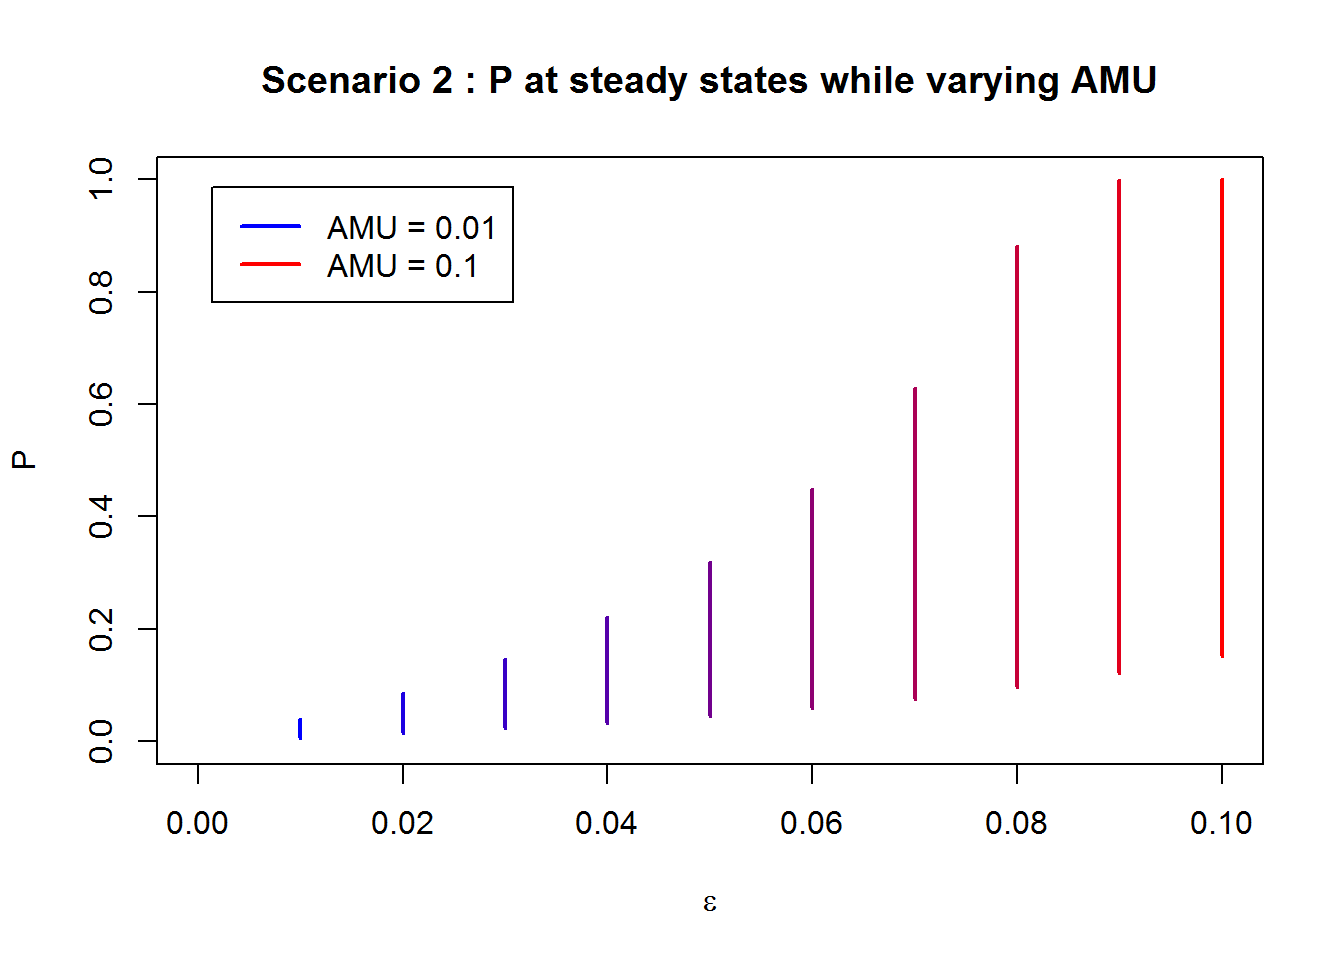 Scenario 2 : P at steady states while varying AMU
AMU = 0.01
AMU = 0.1
P
1.0
0.8
0.6
0.4
0.2
0.0
0.00 0.02 0.04 0.06 0.08 0.10
ε